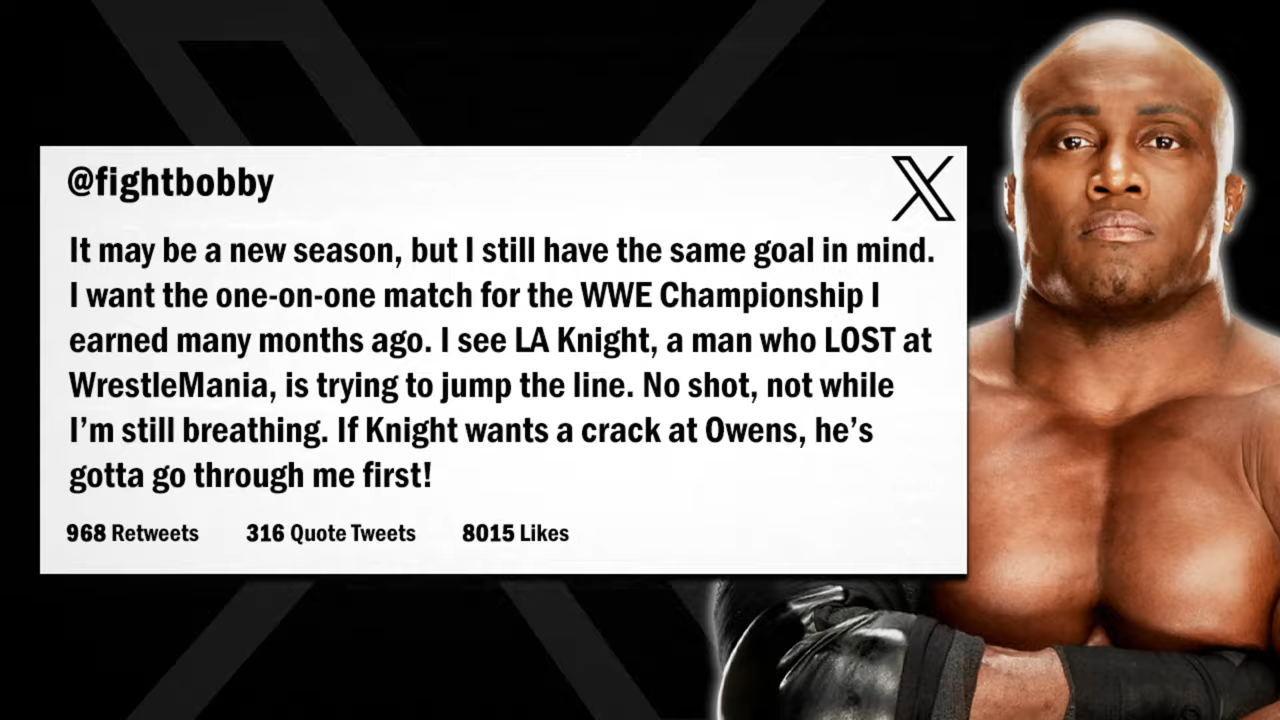 @fightbobby
It may be a new season, but I still have the same goal in mind.
I want the one-on-one match for the WWE Championship I
earned many months ago. I see LA Knight, a man who LOST at
WrestleMania, is trying to jump the line. No shot, not while
I’m still breathing. If Knight wants a crack at Owens, he’s
gotta go through me first!
968 Retweets 316 Quote Tweets 8015 Likes